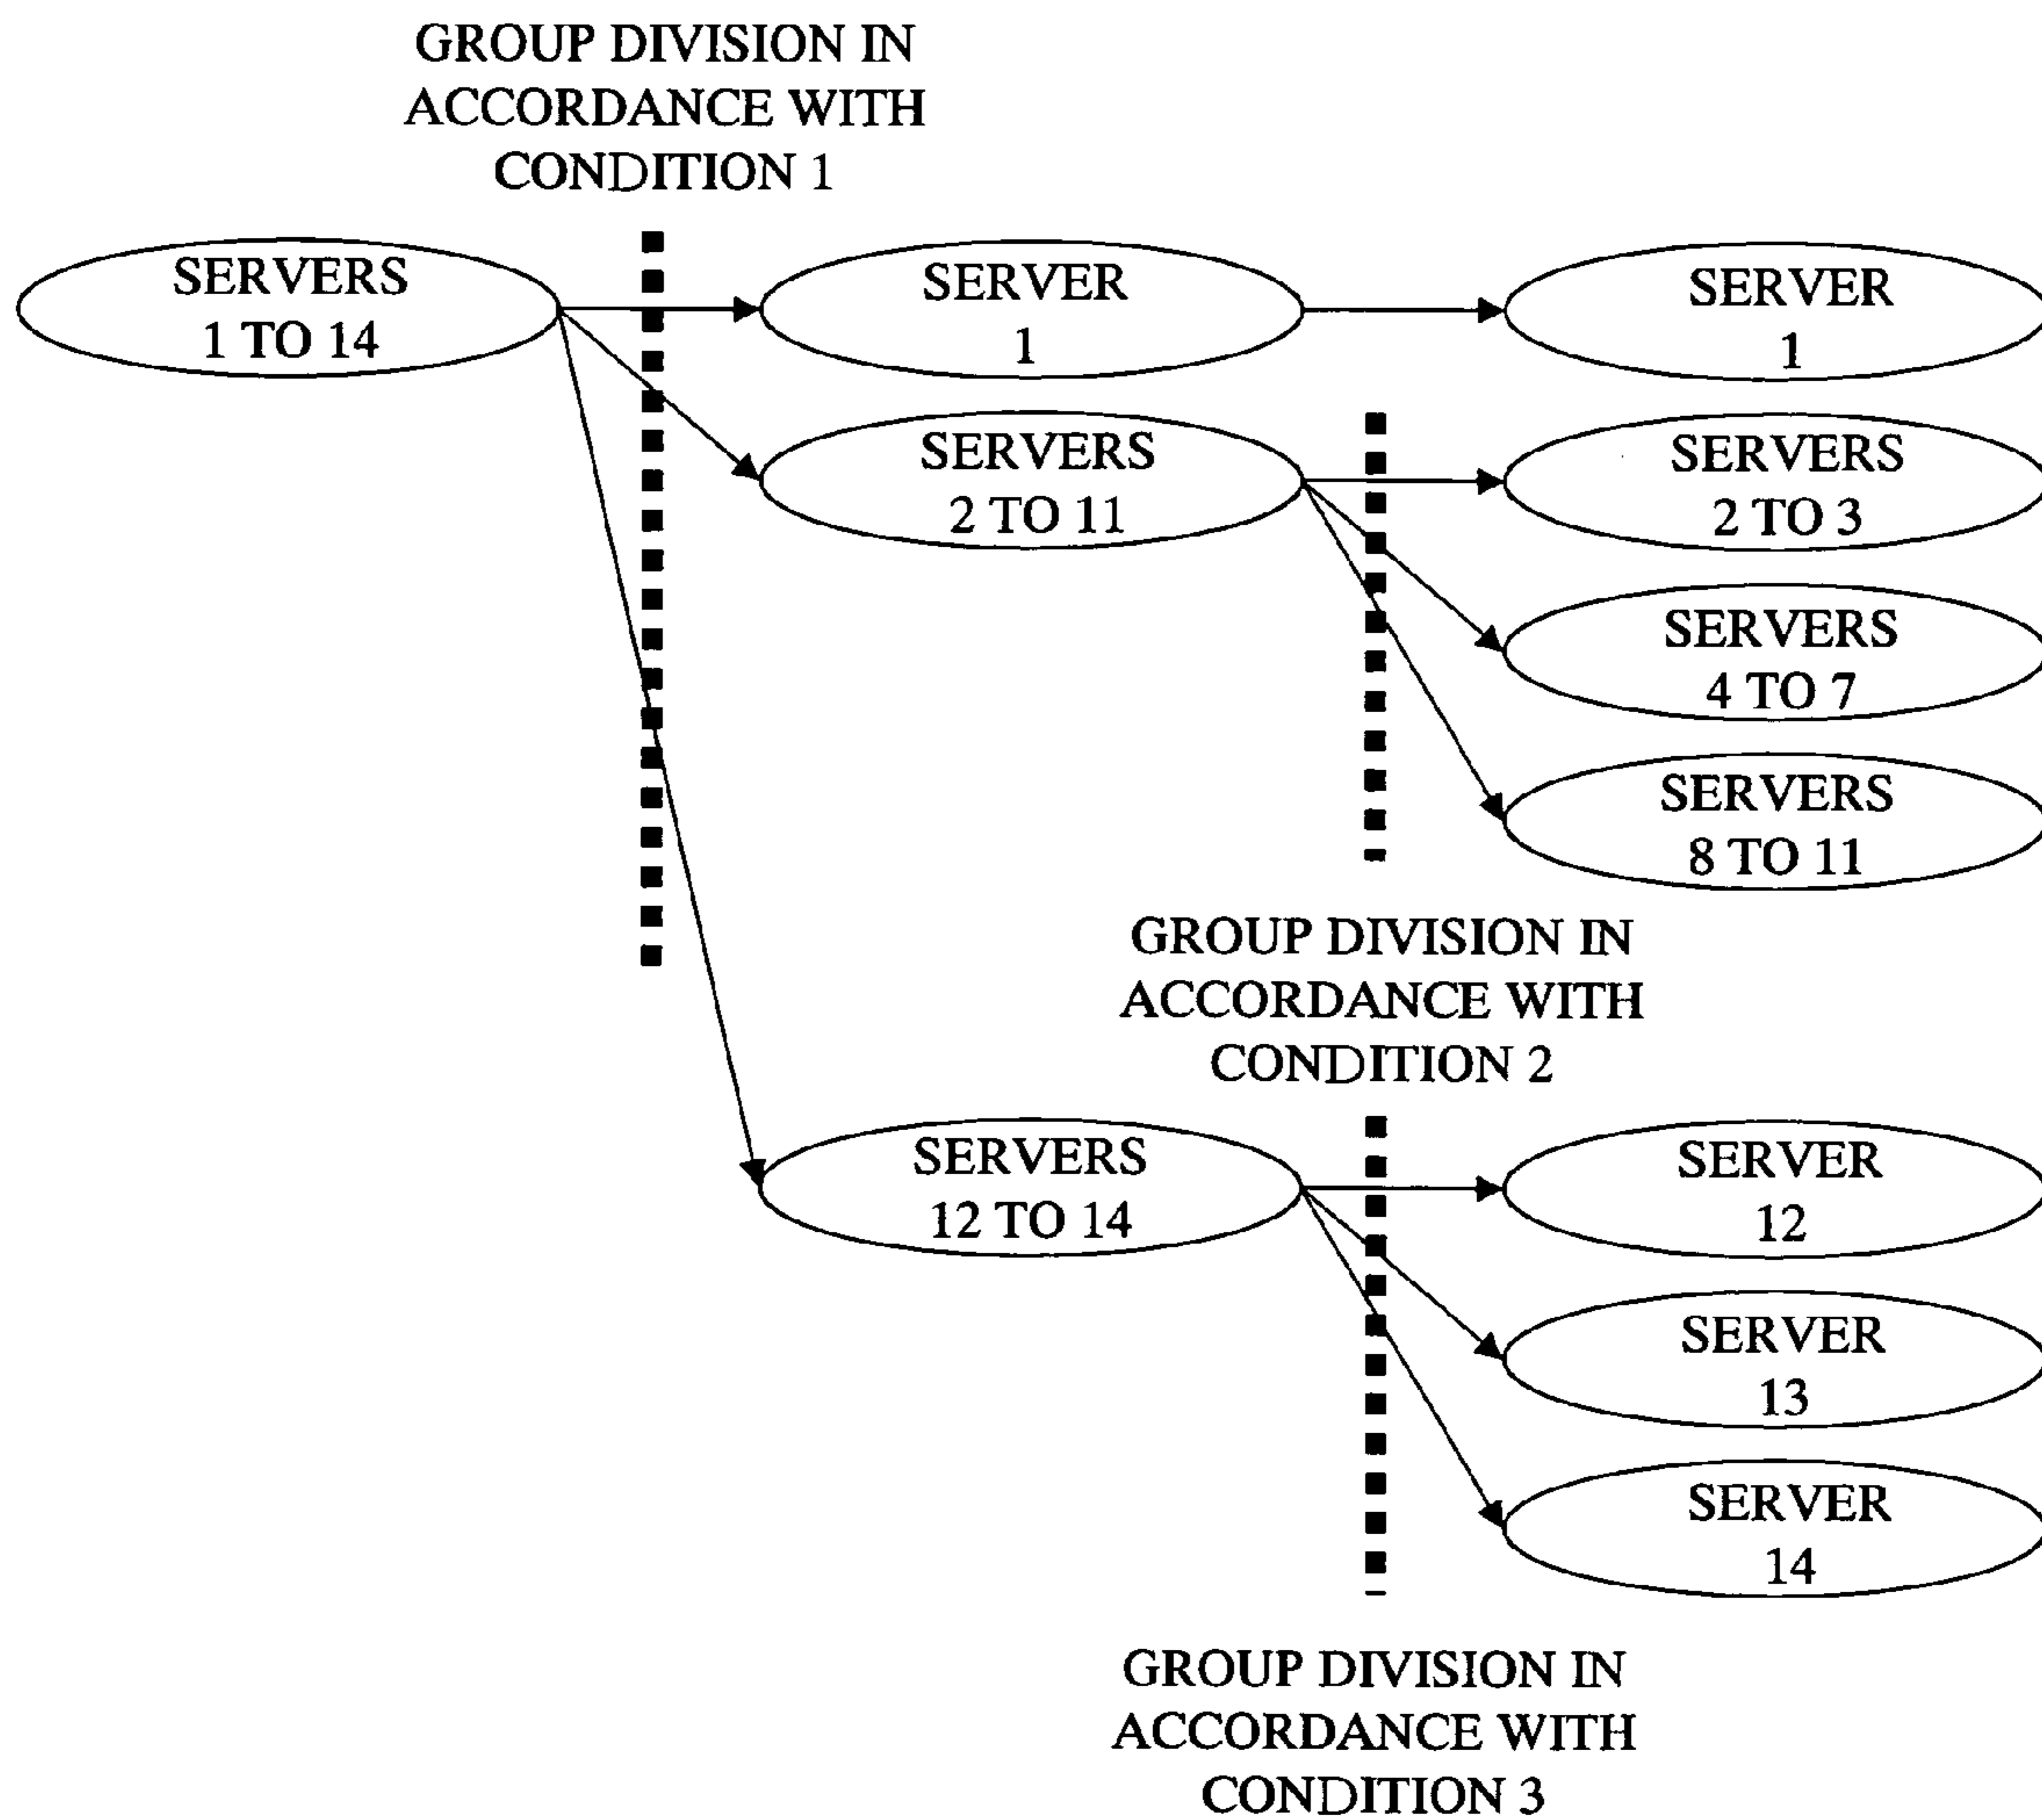 GROUP DIVISION IN
ACCORDANCE WITH
CONDITION 1
SERVERS
1 TO 14
SERVER
1
SERVER
1
SERVERS
2 TO 11
SERVERS
2 TO 3
SERVERS
4 TO 7
SERVERS
8 TO 11
GROUP DIVISION IN
ACCORDANCE WITH
CONDITION 2
SERVERS
12 TO 14
SERVER
12
SERVER
13
SERVER
14
GROUP DIVISION IN
ACCORDANCE WITH
CONDITION 3